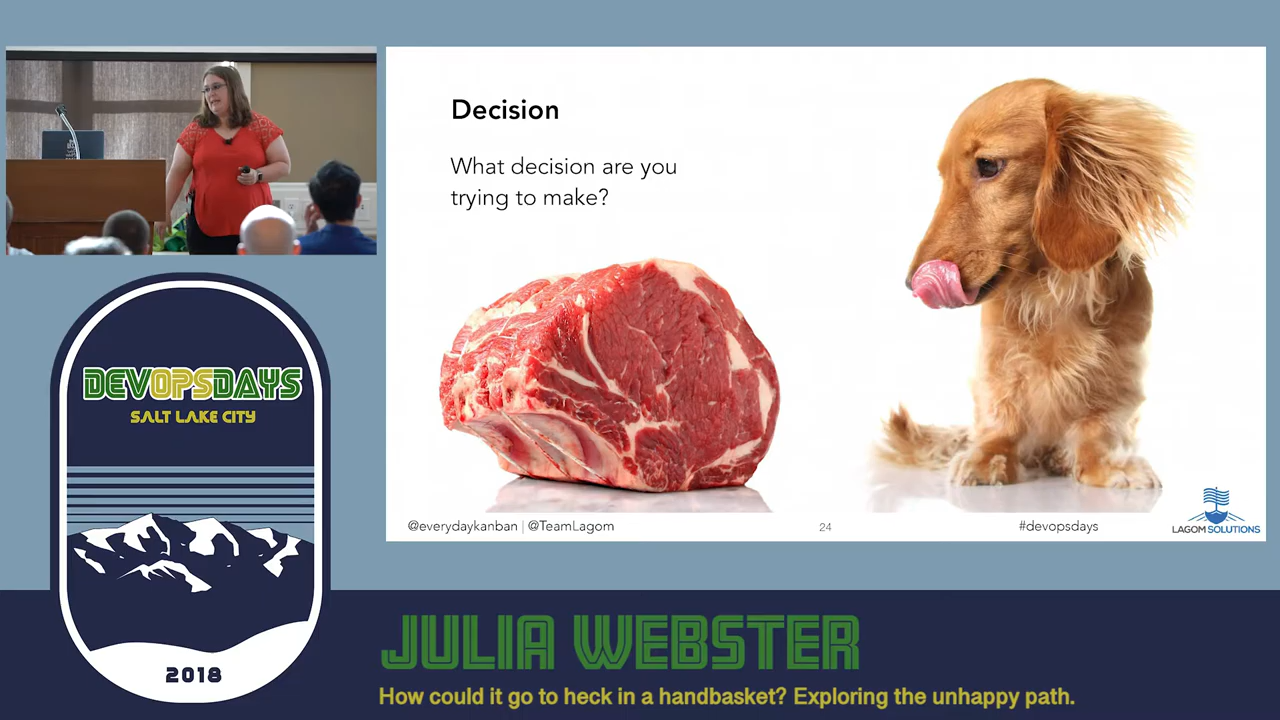 Decision
What decision are you
trying to make?
@everydaykanban | @TeamLagom
24
#devopsdays
LAGOM SOLUTIONS
DEVOPSDAYS
SALT LAKE CITY
2018
JULIA WEBSTER
How could it go to heck in a handbasket? Exploring the unhappy path.